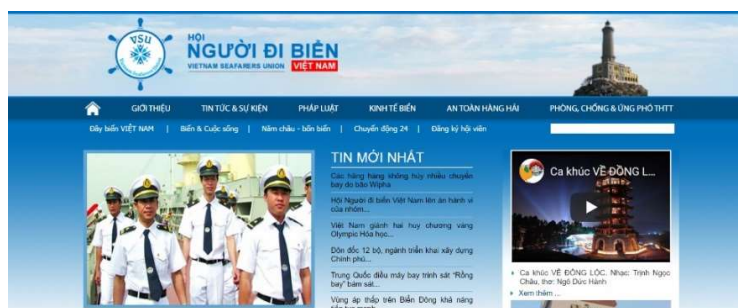 VSU
HỘI
NGƯỜI ĐI BIỂN
VIETNAM SEAFARERS UNION VIỆT NAM
GIỚI THIỆU TIN TỨC & SỰ KIỆN PHÁP LUẬT KINH TẾ BIỂN AN TOÀN HÀNG HẢI PHÒNG, CHỐNG & ỨNG PHÓ THTT
Đây biển VIỆT NAM | Biển & Cuộc sống | Năm châu - bốn biển | Chuyển động 24 | Đăng ký hội viên
TIN MỚI NHẤT
Các hãng hàng không hủy nhiều chuyến
bay do bão Wipha
Hội Người đi biển Việt Nam lên án hành vi
của nhóm...
Việt Nam giành hai huy chương vàng
Olympic Hóa học...
Đôn đốc 12 bộ, ngành triển khai xây dựng
Chính phủ...
Trung Quốc điều máy bay trinh sát "Rồng
bay" bám sát...
Vùng áp thấp trên Biển Đông khả năng
Ca khúc VỀ ĐỒNG L...
Ca khúc VỀ ĐỒNG LỘC, Nhạc: Trịnh Ngọc
Châu, thơ: Ngô Đức Hành
Xem thêm ...